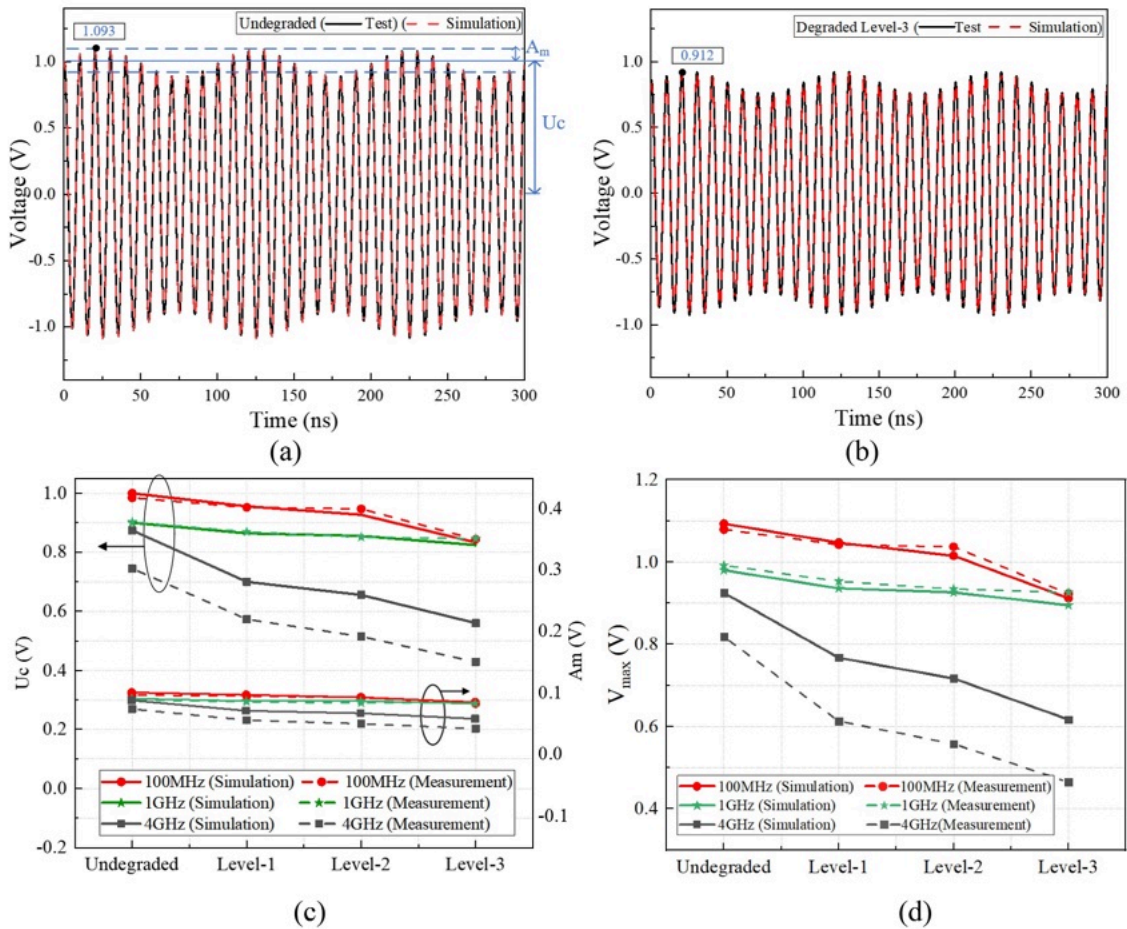 Undegraded (—Test) (— Simulation)
1.093
Am
Uc
Voltage (V)
1.0
0.5
0.0
-0.5
-1.0
0 50 100 150 200 250 300
Time (ns)
(a)
Degraded Level-3 (—Test — Simulation)
0.912
Voltage (V)
1.0
0.5
0.0
-0.5
-1.0
0 50 100 150 200 250 300
Time (ns)
(b)
Uc (V)
1.0
0.8
0.6
0.4
0.2
0.0
-0.2
Am (V)
0.4
0.3
0.2
0.1
0.0
-0.1
100MHz (Simulation) 100MHz (Measurement)
1GHz (Simulation) 1GHz (Measurement)
4GHz (Simulation) 4GHz (Measurement)
Undegraded Level-1 Level-2 Level-3
(c)
Vmax (V)
1.2
1.0
0.8
0.6
0.4
100MHz (Simulation) 100MHz (Measurement)
1GHz (Simulation) 1GHz (Measurement)
4GHz (Simulation) 4GHz(Measurement)
Undegraded Level-1 Level-2 Level-3
(d)